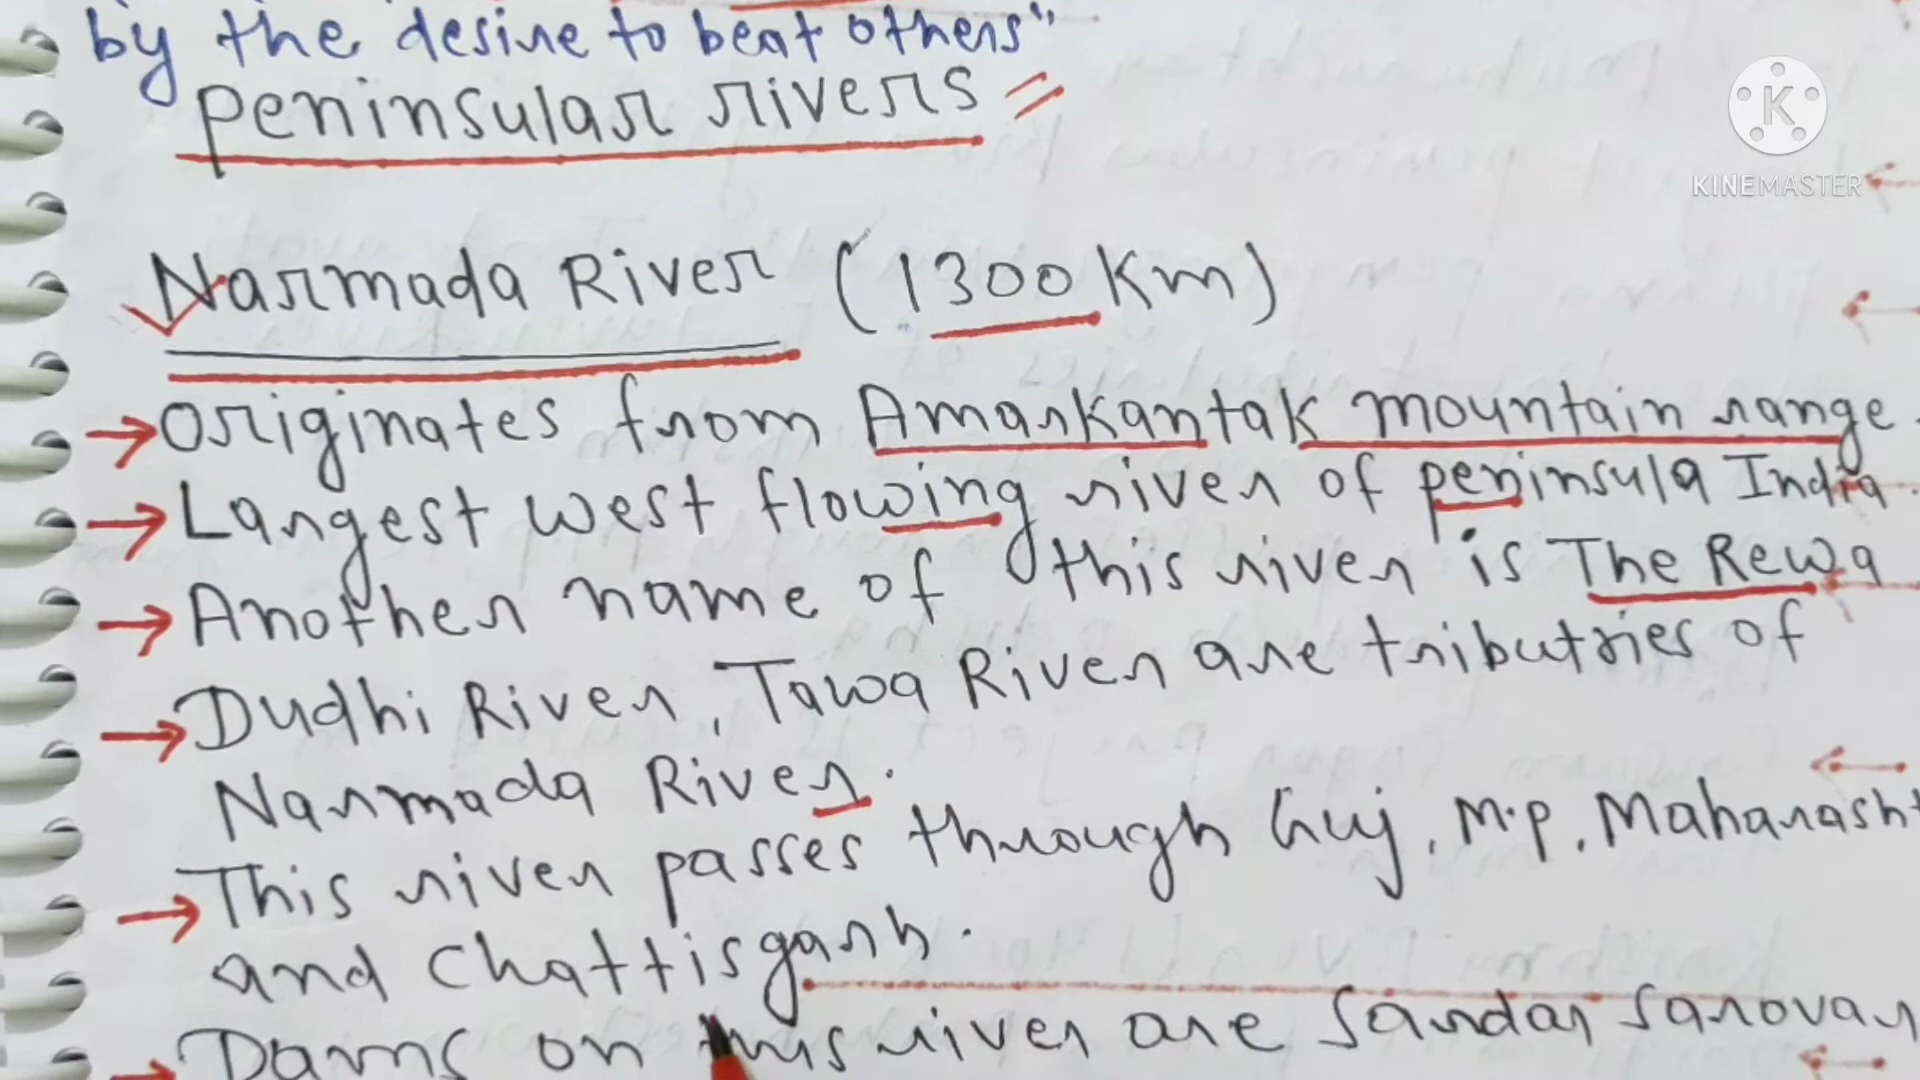 by the desire to beat others"
Peninsular rivers
KINEMASTER
Narmada River (1300 Km)
→ Originates from Amarkantak mountain range.
→ Largest west flowing river of peninsula India.
→ Another name of this river is The Rewa
→ Dudhi River, Tawa River are tributries of
Narmada River.
→ This river passes through Guj, M.P, Maharasht
and Chattisgarh.
→ Dams on this river are Sardar Sarovar